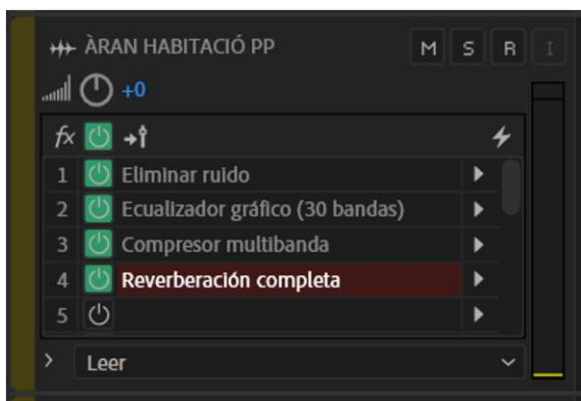 ÀRAN HABITACIÓ PP M S R I
+0
fx
1 Eliminar ruido
2 Ecualizador gráfico (30 bandas)
3 Compresor multibanda
4 Reverberación completa
5
Leer